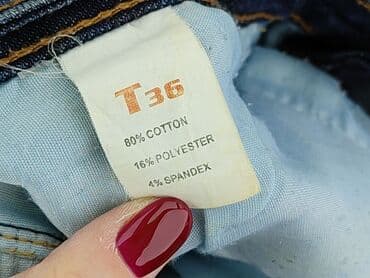 T36
80% COTTON
16% POLYESTER
4% SPANDEX